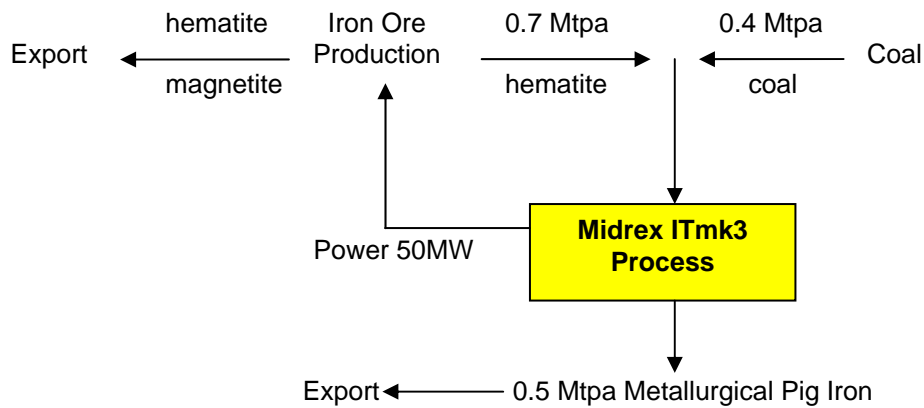 hematite Iron Ore 0.7 Mtpa 0.4 Mtpa
Export Production Coal
magnetite hematite coal
Midrex ITmk3
Process
Power 50MW
Export 0.5 Mtpa Metallurgical Pig Iron